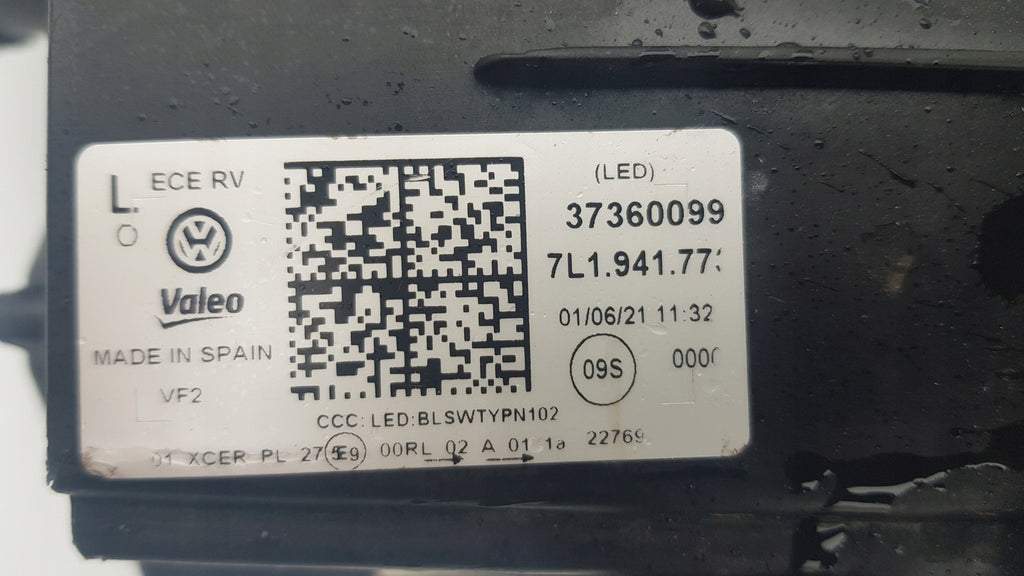 L.
O
ECE RV
Valeo
MADE IN SPAIN
VF2
(LED)
37360099
7L1.941.773
01/06/21 11:32
09S
CCC: LED:BLSWTYPN102
XCER PL 27 E9 00RL 02 A 01 1a 22769